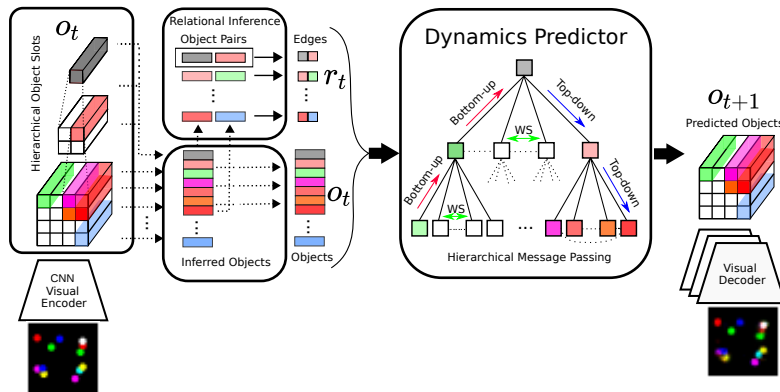 Hierarchical Object Slots
o_t
CNN
Visual
Encoder
Relational Inference
Object Pairs
Edges
r_t
Inferred Objects
o_t
Objects
Dynamics Predictor
Bottom-up
Top-down
WS
Bottom-up
Top-down
WS
Hierarchical Message Passing
o_{t+1}
Predicted Objects
Visual
Decoder